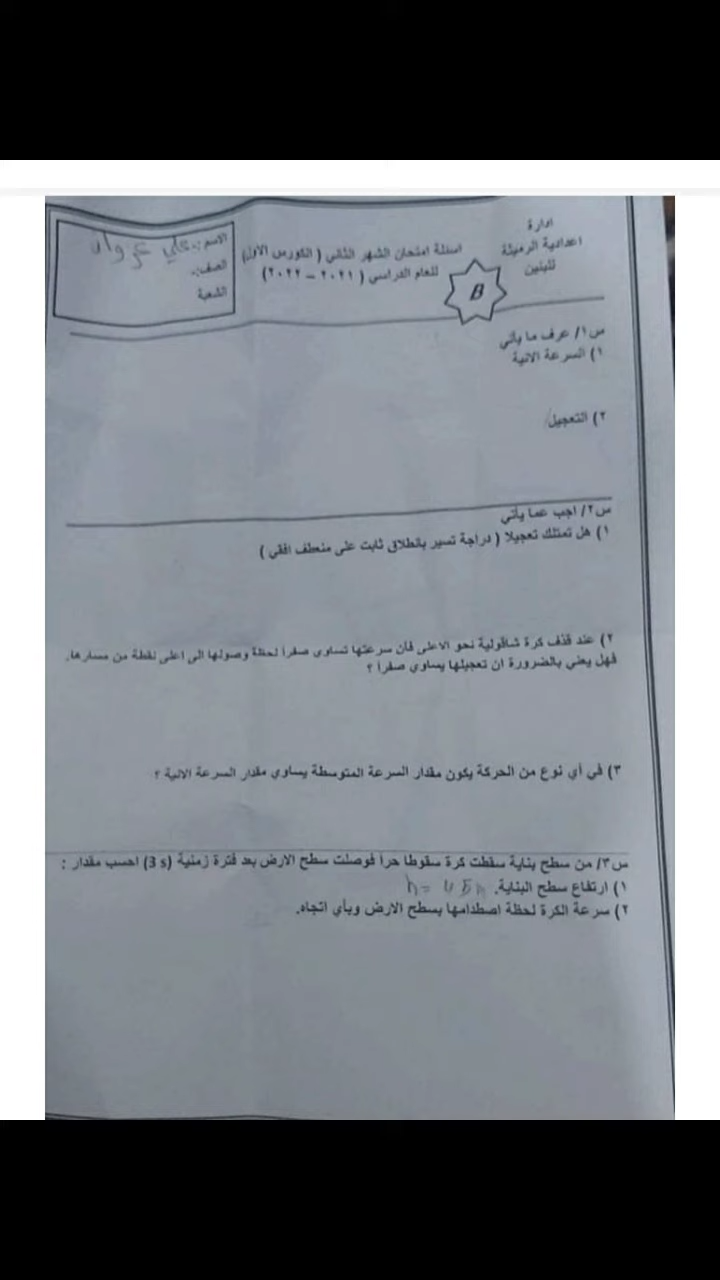 ادارة
اعدادية الرميثة
للبنين
اسئلة امتحان الشهر الثاني ( الكورس الاول)
للعام الدراسي ( ٢٠٢١ – ٢٠٢٢)
B
الاسم:- علي
الصف:-
الشعبة
س١/ عرف ما يأتي
١) السرعة الانية
٢) التعجيل
س٢/ اجب عما يأتي
١) هل تمتلك تعجيلا ( دراجة تسير بانطلاق ثابت على منعطف افقي )
٢) عند قذف كرة شاقولية نحو الاعلى فأن سرعتها تساوي صفراً لحظة وصولها الى اعلى نقطة من مسارها.
فهل يعني بالضرورة ان تعجيلها يساوي صفراً ؟
٣) في أي نوع من الحركة يكون مقدار السرعة المتوسطة يساوي مقدار السرعة الانية ؟
س٣/ من سطح بناية سقطت كرة سقوطا حراً فوصلت سطح الارض بعد فترة زمنية (3 s) احسب مقدار :
١) ارتفاع سطح البناية. h=
٢) سرعة الكرة لحظة اصطدامها بسطح الارض وبأي اتجاه.